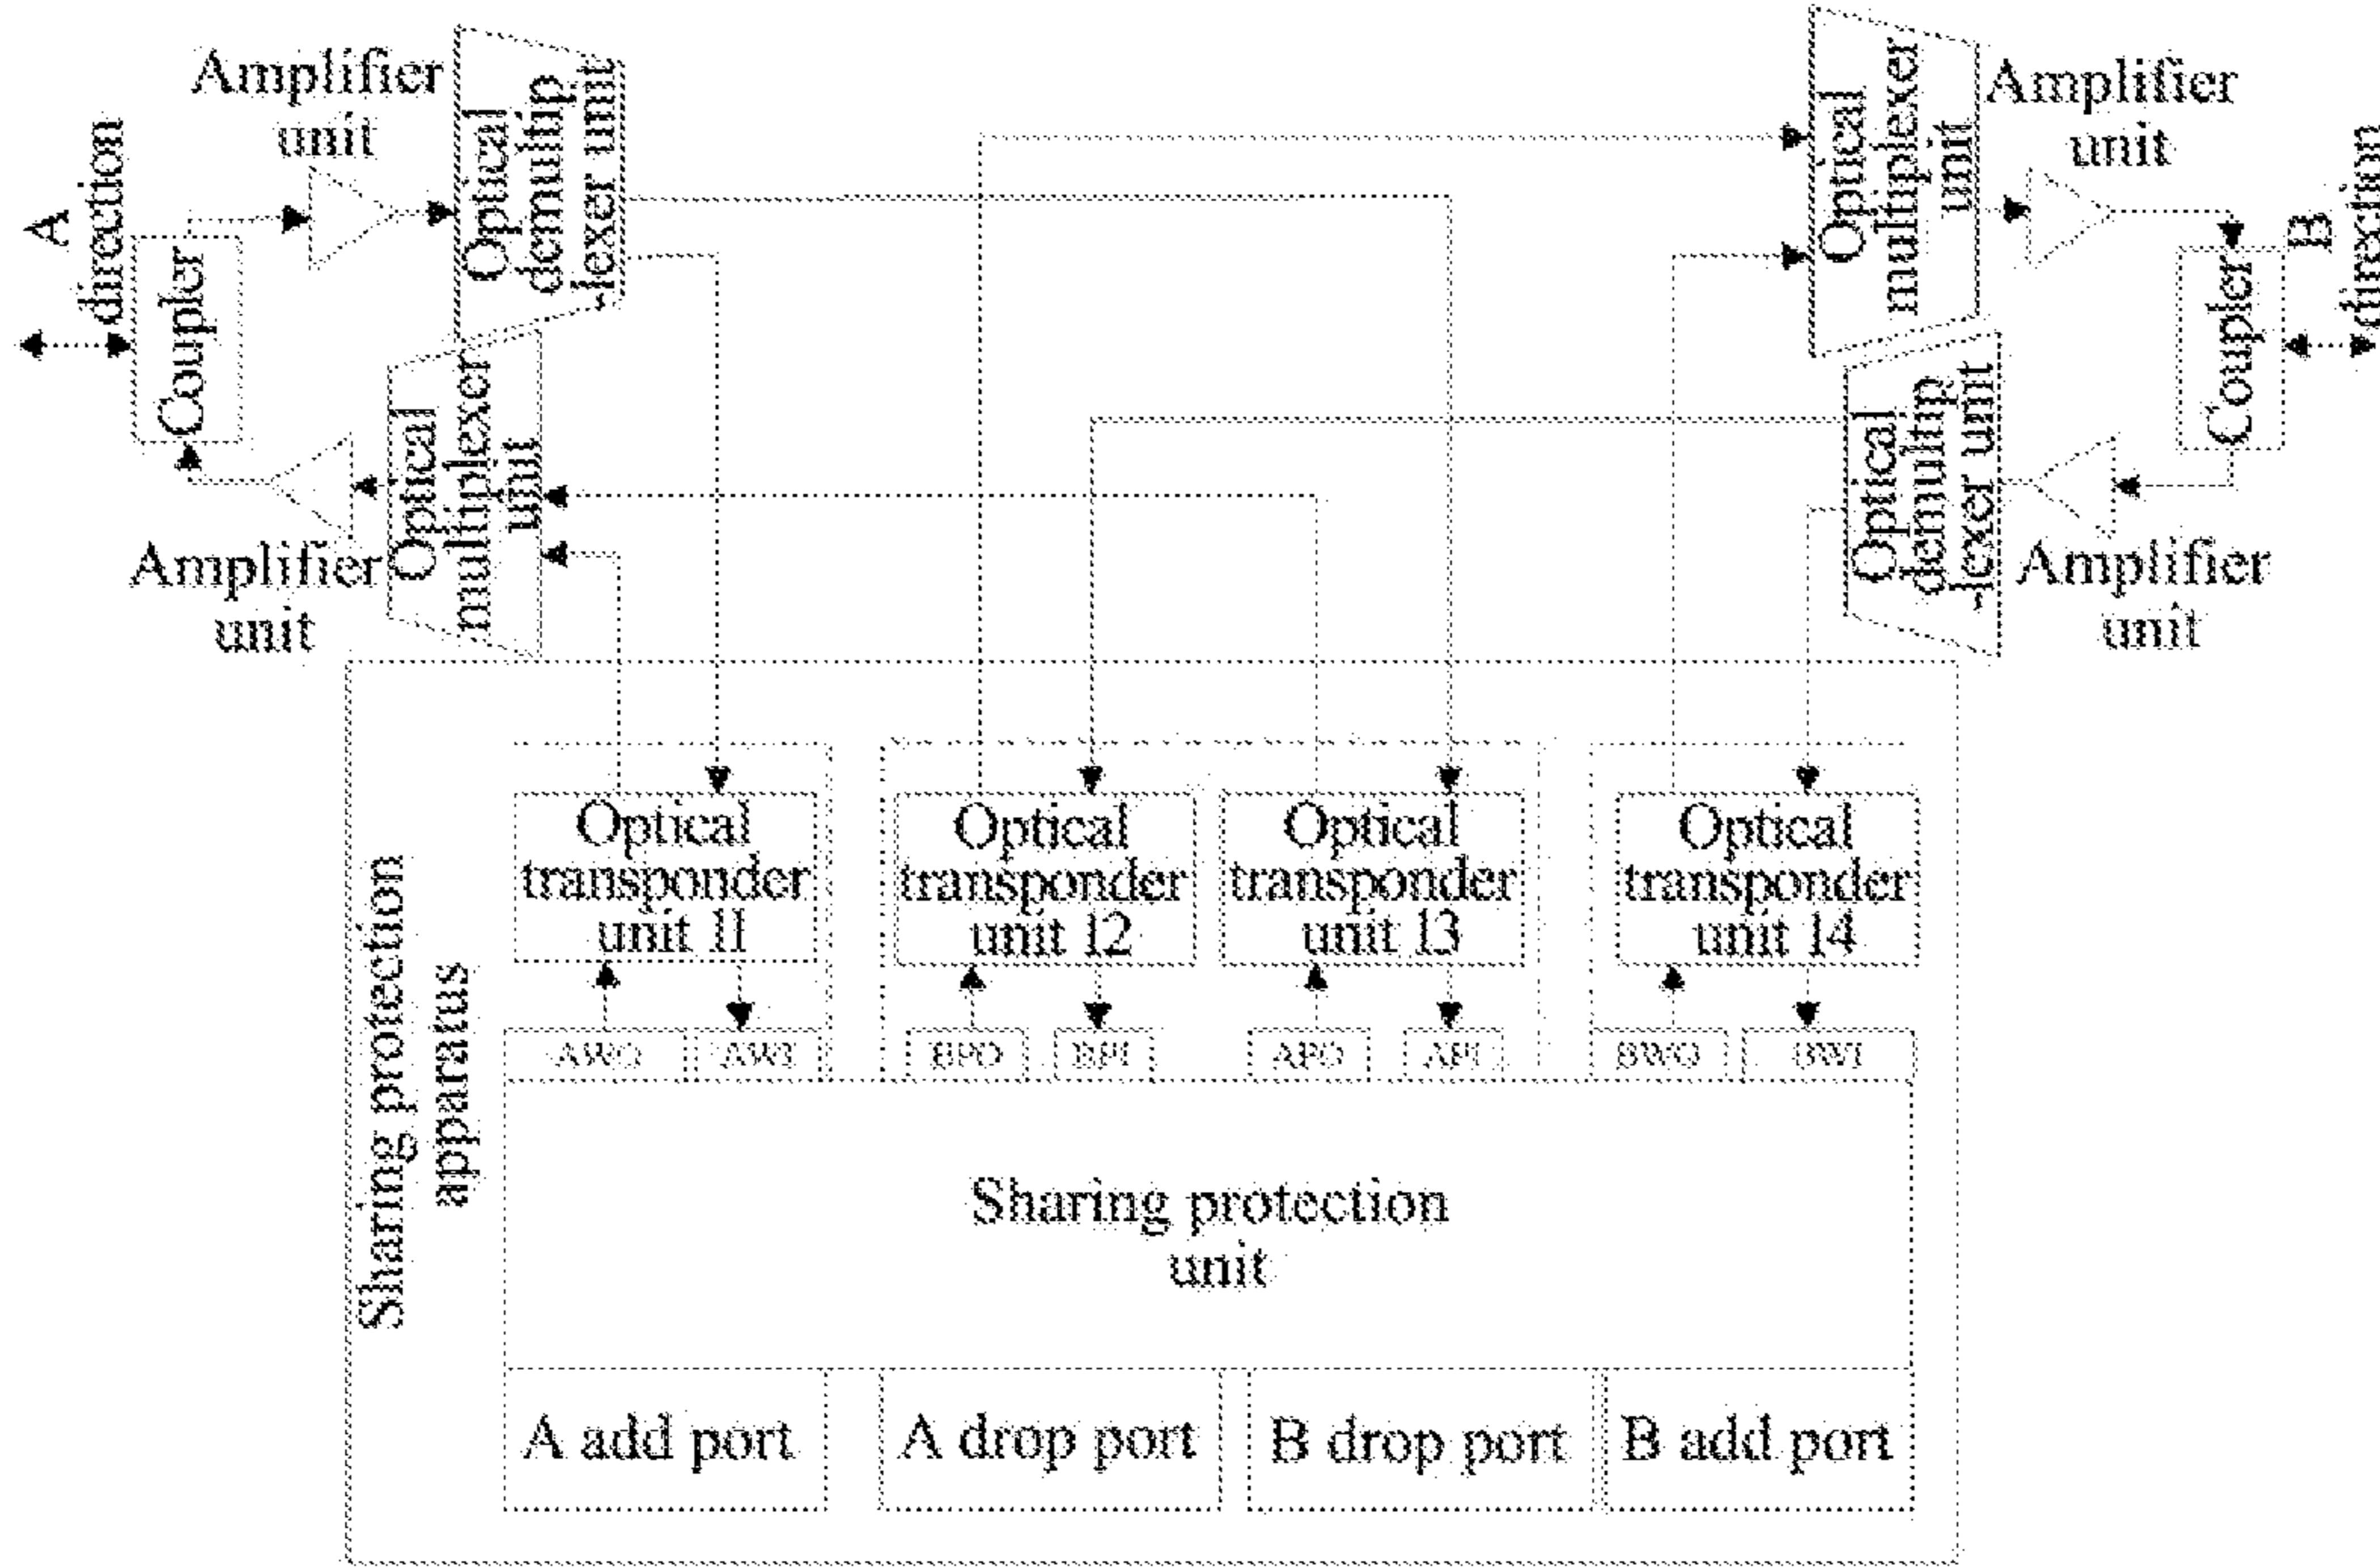 Amplifier
unit
Optical
demultip
-lexer unit
Optical
multiplexer
unit
Amplifier
unit
A
direction
Coupler
B
direction
Coupler
Optical
multiplexer
unit
Amplifier
unit
Optical
demultip
-lexer unit
Amplifier
unit
Sharing protection
apparatus
Optical
transponder
unit 11
Optical
transponder
unit 12
Optical
transponder
unit 13
Optical
transponder
unit 14
AWO
AWI
BPO
BPI
APO
API
BWO
BWI
Sharing protection
unit
A add port
A drop port
B drop port
B add port